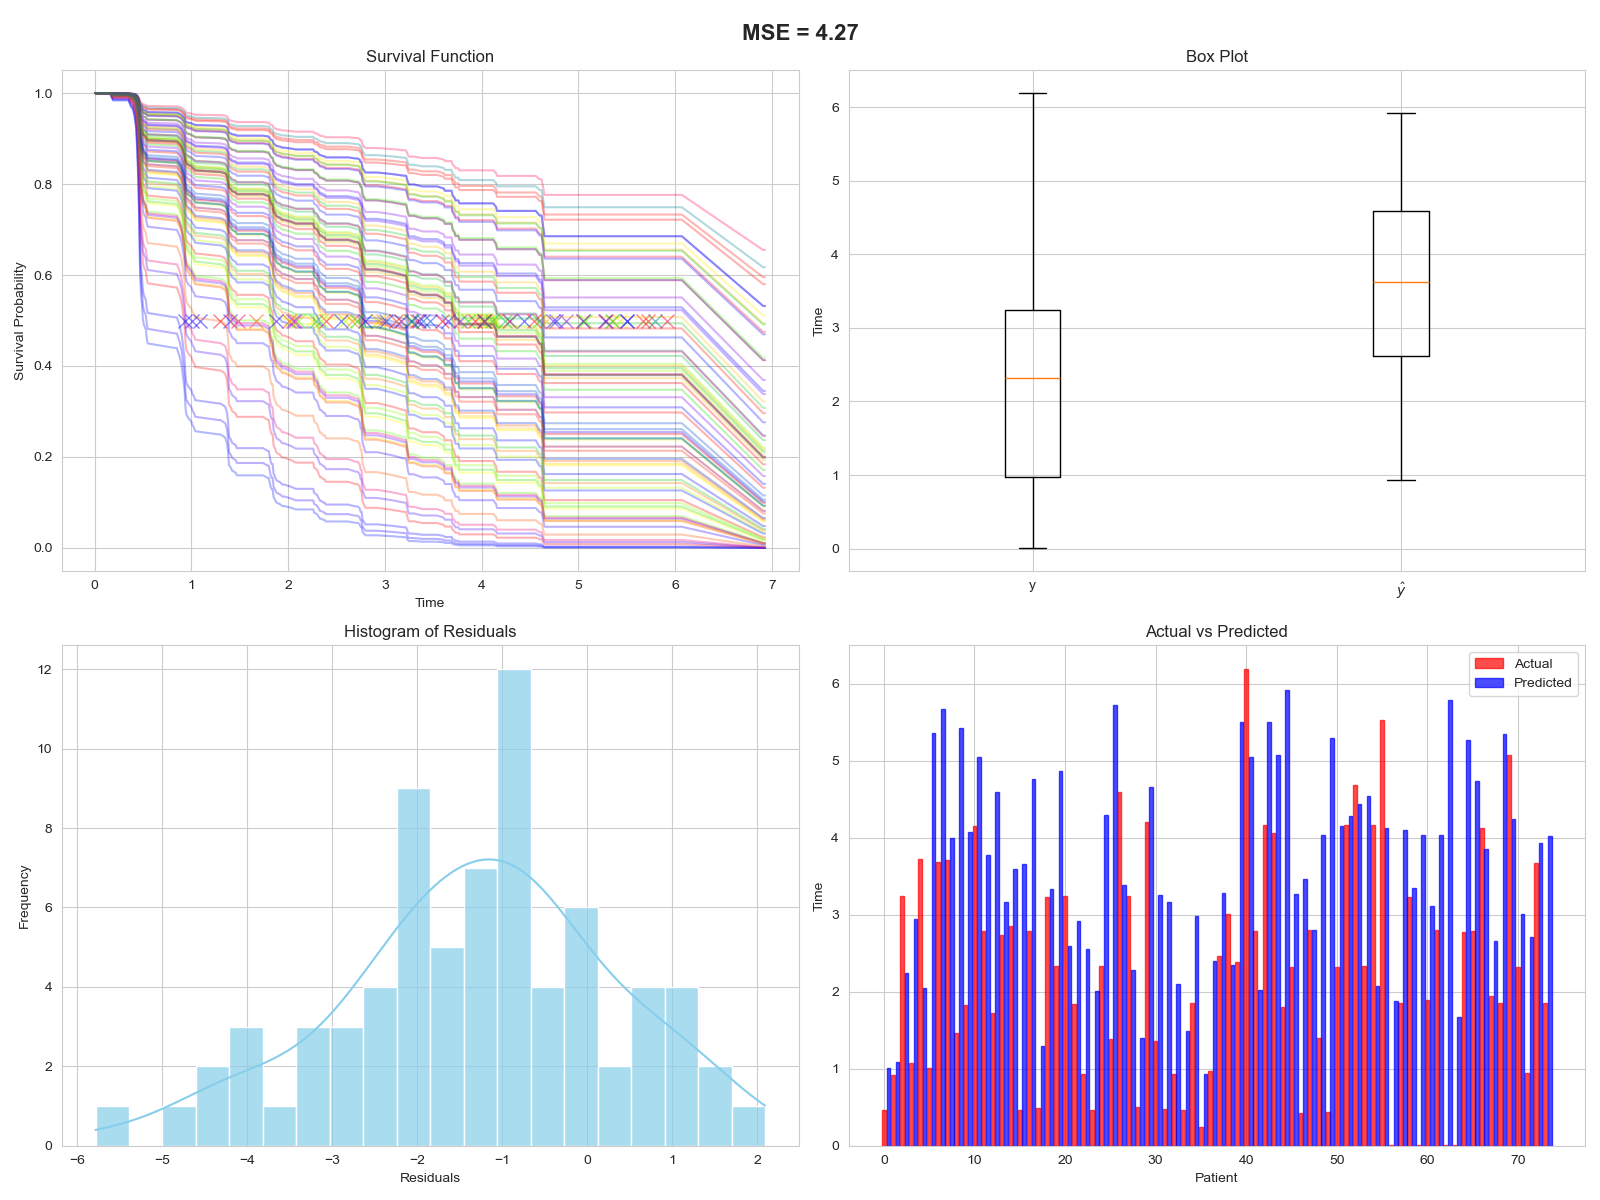 MSE = 4.27
Survival Function
Survival Probability
1.0
0.8
0.6
0.4
0.2
0.0
0 1 2 3 4 5 6 7
Time
Box Plot
Time
6
5
4
3
2
1
0
y ŷ
Histogram of Residuals
Frequency
12
10
8
6
4
2
0
−6 −5 −4 −3 −2 −1 0 1 2
Residuals
Actual vs Predicted
Actual
Predicted
Time
6
5
4
3
2
1
0
0 10 20 30 40 50 60 70
Patient